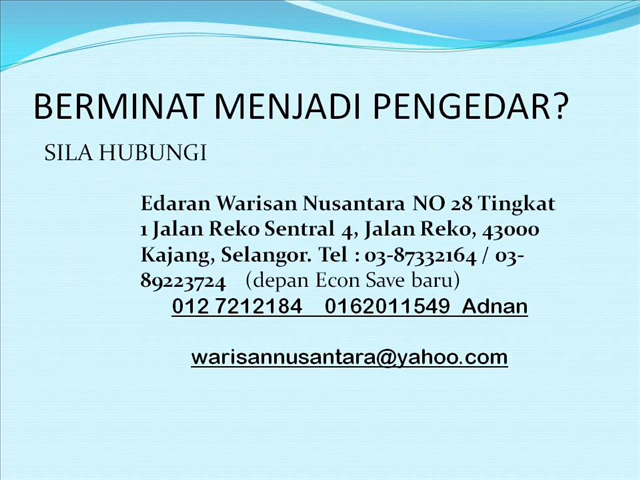 BERMINAT MENJADI PENGEDAR?
SILA HUBUNGI
Edaran Warisan Nusantara NO 28 Tingkat
1 Jalan Reko Sentral 4, Jalan Reko, 43000
Kajang, Selangor. Tel : 03-87332164 / 03-
89223724 (depan Econ Save baru)
012 7212184 0162011549 Adnan
warisannusantara@yahoo.com